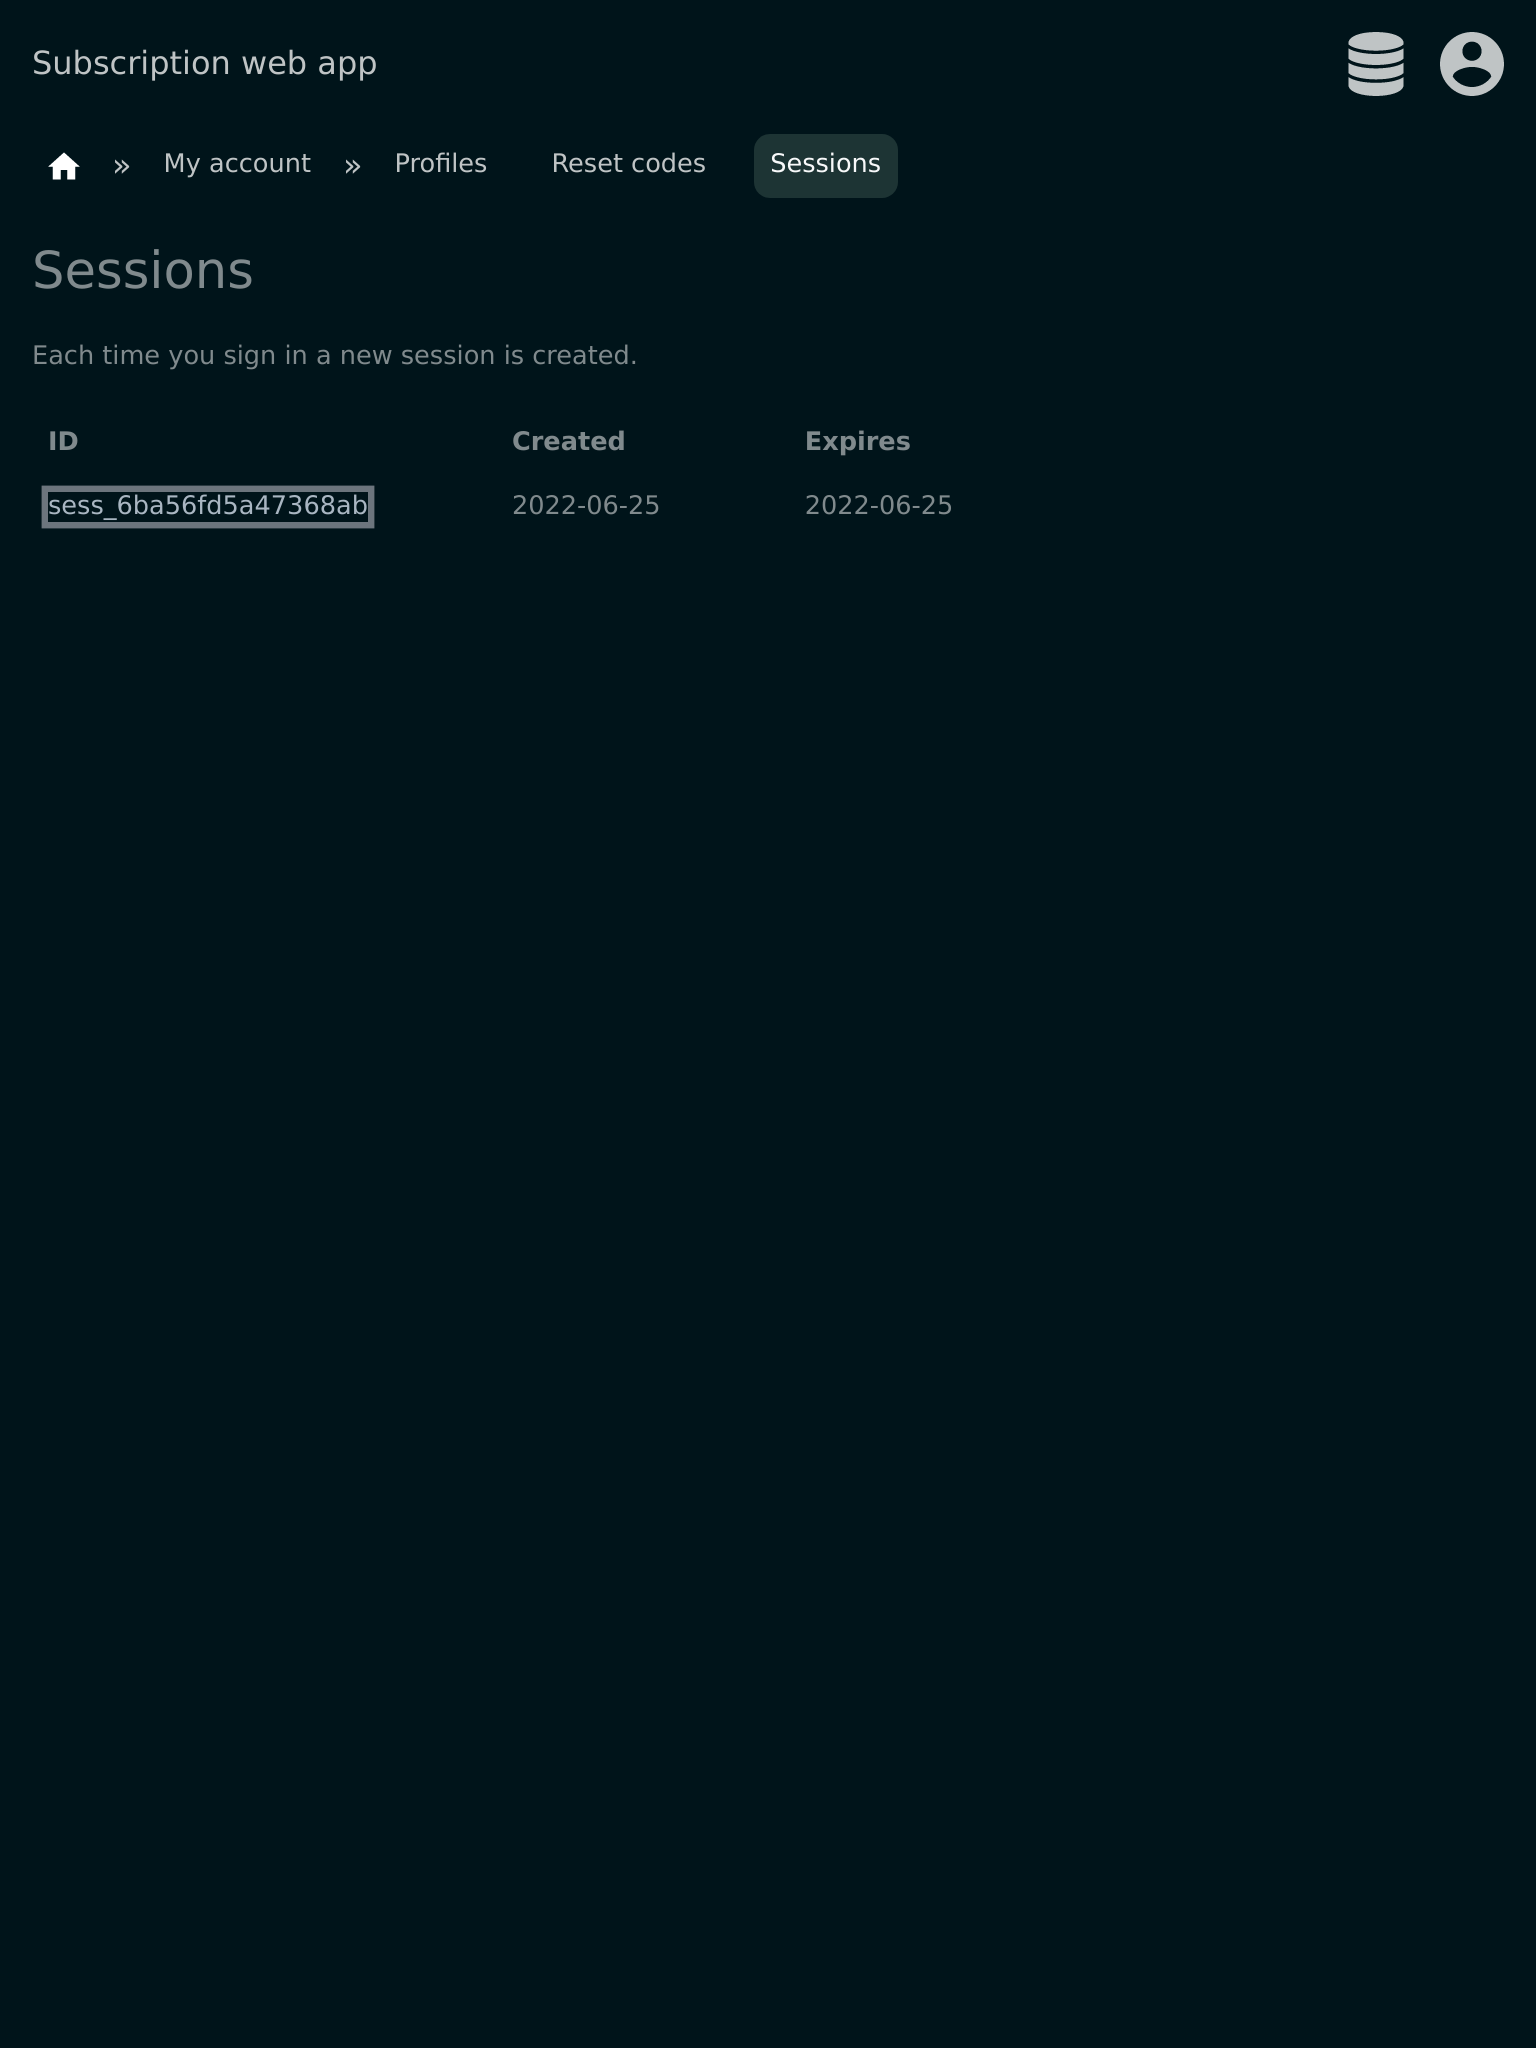 Subscription web app
» My account » Profiles Reset codes Sessions
Sessions
Each time you sign in a new session is created.
ID Created Expires
sess_6ba56fd5a47368ab 2022-06-25 2022-06-25